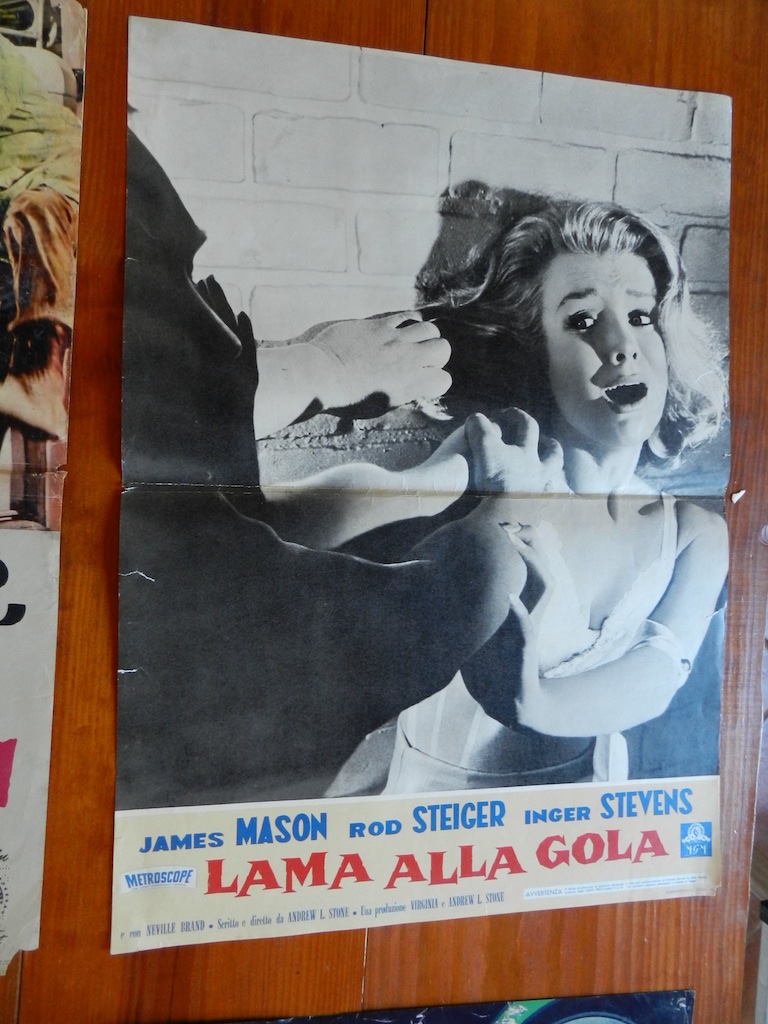 JAMES MASON ROD STEIGER INGER STEVENS
METROSCOPE LAMA ALLA GOLA MGM
e con NEVILLE BRAND • Scritto e diretto da ANDREW L. STONE • Una produzione VIRGINIA e ANDREW L. STONE
AVVERTENZA